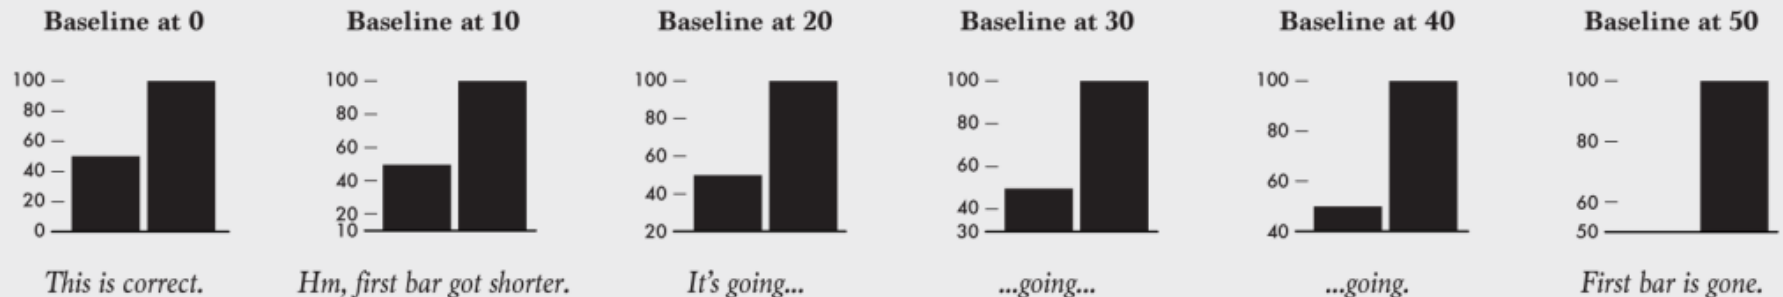 Baseline at 0
100
80
60
40
20
0
This is correct.
Baseline at 10
100
80
60
40
20
10
Hm, first bar got shorter.
Baseline at 20
100
80
60
40
20
It's going...
Baseline at 30
100
80
60
40
30
...going...
Baseline at 40
100
80
60
40
...going.
Baseline at 50
100
80
60
50
First bar is gone.